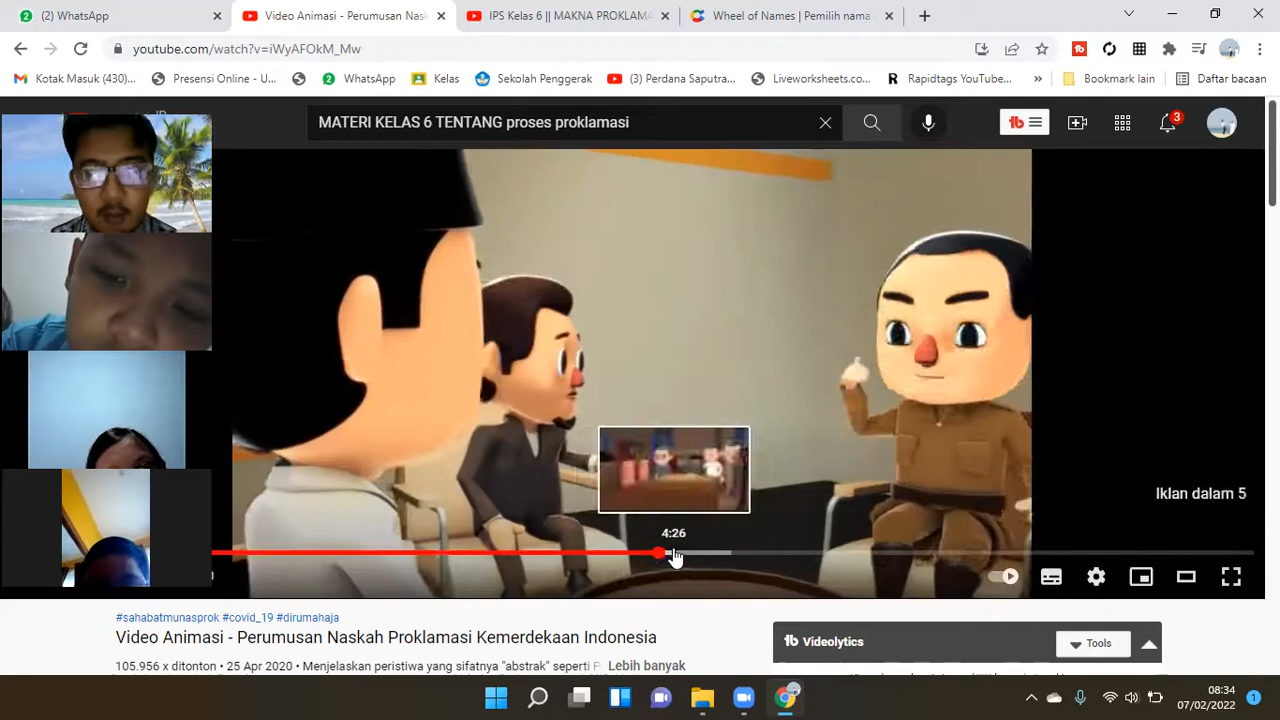 (2) WhatsApp
Video Animasi - Perumusan Nask
IPS Kelas 6 || MAKNA PROKLAMA
Wheel of Names | Pemilih nama
youtube.com/watch?v=iWyAFOkM_Mw
Kotak Masuk (430)...
Presensi Online - U...
2
WhatsApp
Kelas
Sekolah Penggerak
(3) Perdana Saputra...
Liveworksheets.co...
Rapidtags YouTube...
»
Bookmark lain
Daftar bacaan
MATERI KELAS 6 TENTANG proses proklamasi
3
Iklan dalam 5
4:26
#sahabatmunasprok #covid_19 #dirumahaja
Video Animasi - Perumusan Naskah Proklamasi Kemerdekaan Indonesia
105.956 x ditonton • 25 Apr 2020 • Menjelaskan peristiwa yang sifatnya "abstrak" seperti
Lebih banyak
Videolytics
Tools
08:34
07/02/2022
1